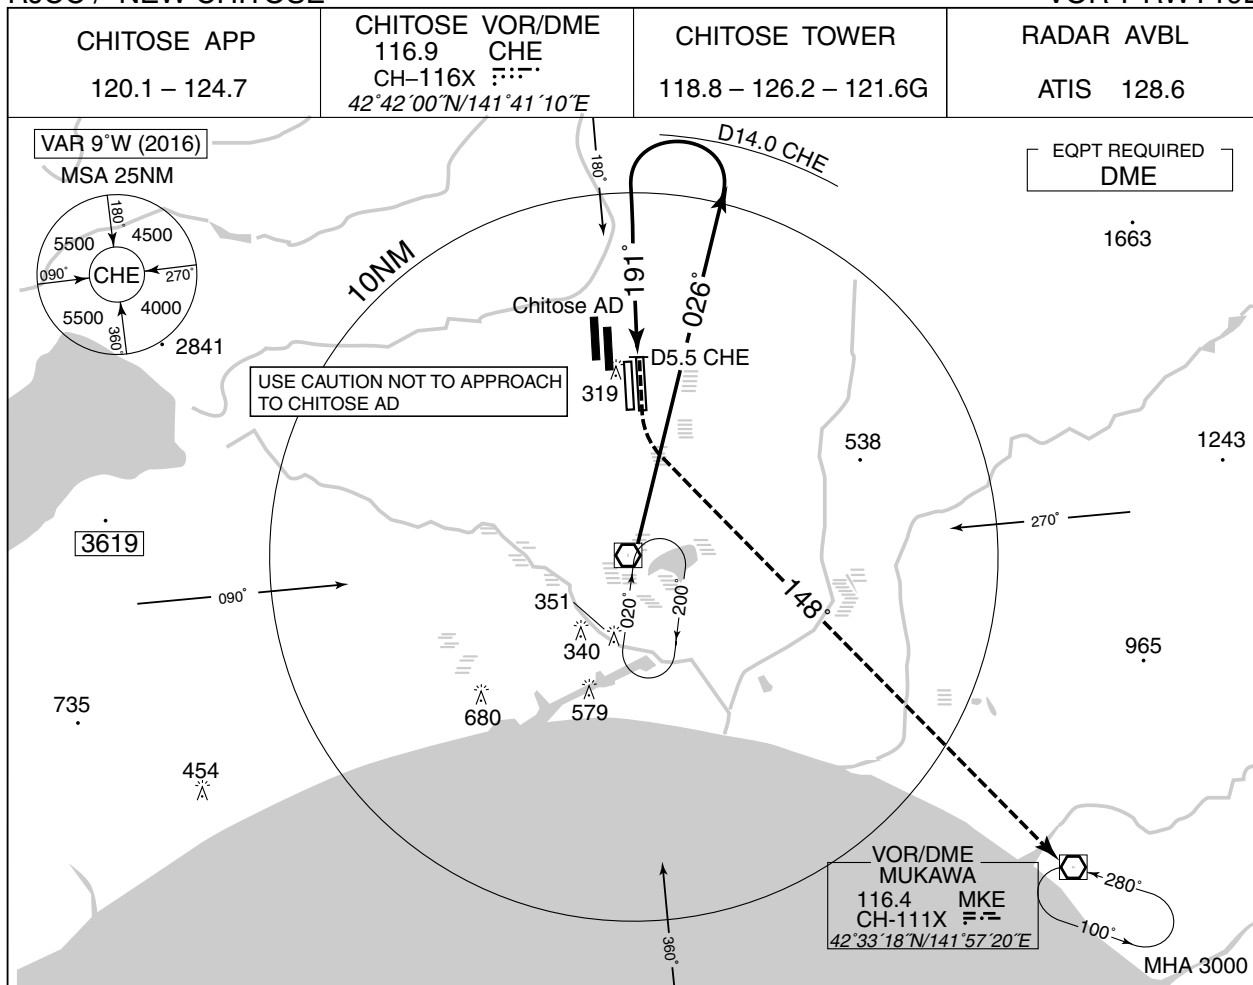 CHITOSE APP
120.1 – 124.7
CHITOSE VOR/DME
116.9 CHE
CH–116X
42˚42´00˝N/141˚41´10˝E
CHITOSE TOWER
118.8 – 126.2 – 121.6G
RADAR AVBL
ATIS 128.6
VAR 9˚W (2016)
MSA 25NM
180˚
5500
4500
090˚
CHE
270˚
5500
4000
360˚
2841
180˚
D14.0 CHE
EQPT REQUIRED
DME
1663
10NM
191˚
026˚
Chitose AD
D5.5 CHE
319
USE CAUTION NOT TO APPROACH
TO CHITOSE AD
538
1243
3619
270˚
090˚
351
020˚
200˚
148˚
340
965
735
680
579
454
VOR/DME
MUKAWA
116.4 MKE
CH-111X
42˚33´18˝N/141˚57´20˝E
280˚
100˚
360˚
MHA 3000